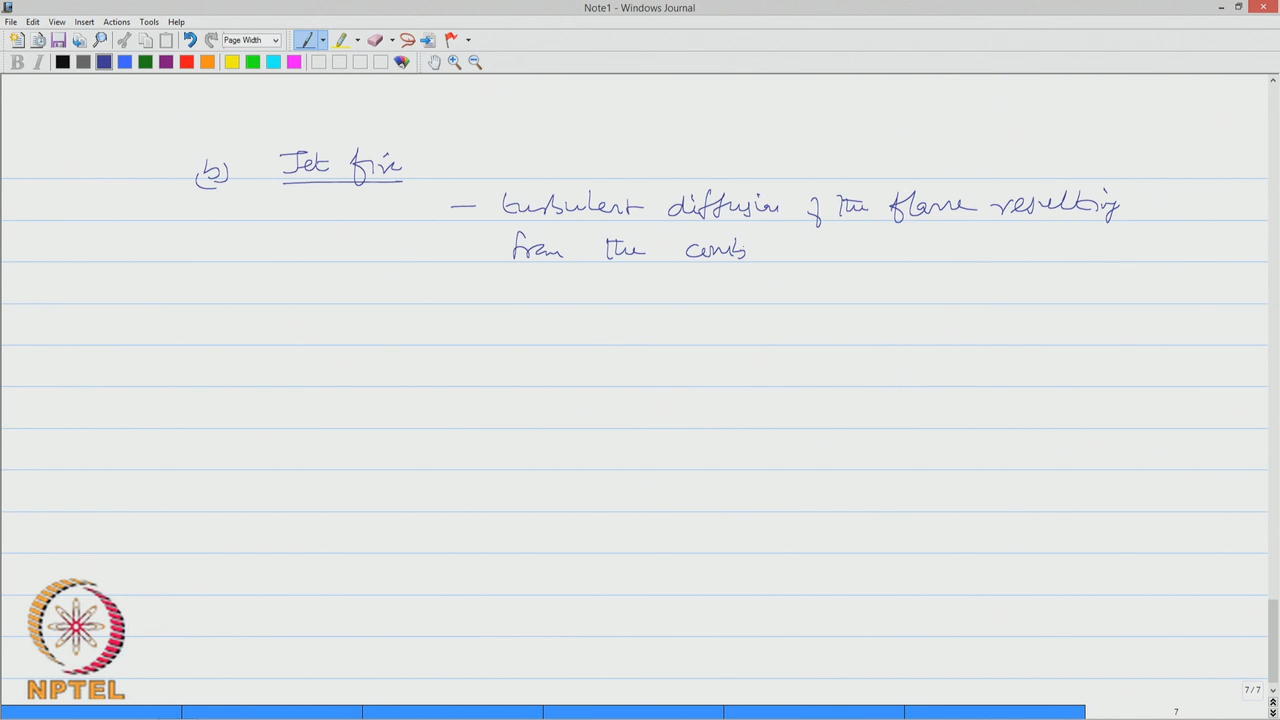 Note1 - Windows Journal
File Edit View Insert Actions Tools Help
Page Width
B I
(b) Jet fire
— turbulent diffusion of the flame resulting
from the comb
NPTEL
7 / 7
7